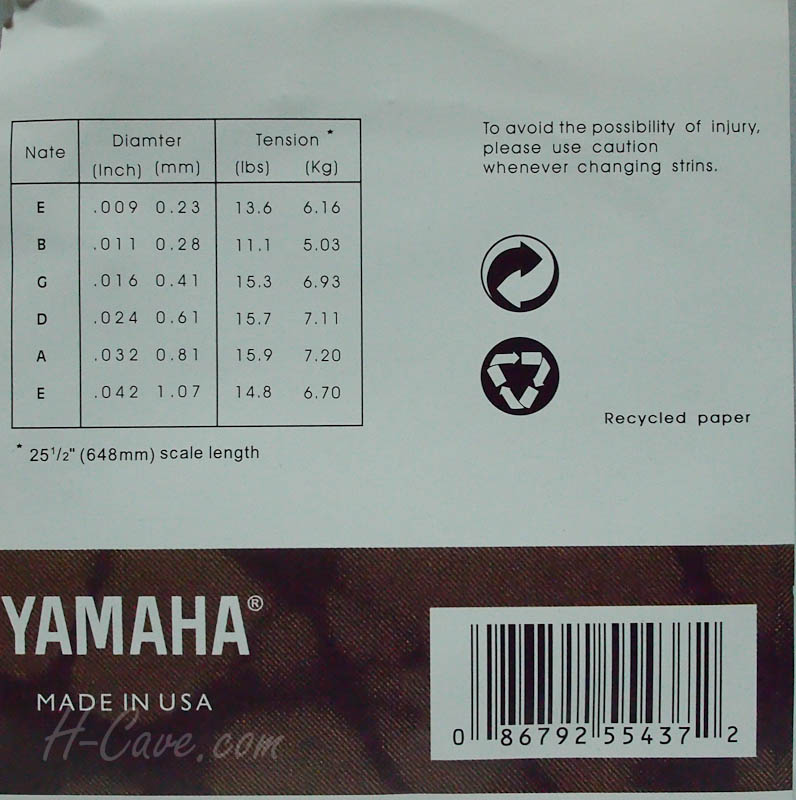 Nate Diamter Tension *
(Inch) (mm) (lbs) (Kg)
E .009 0.23 13.6 6.16
B .011 0.28 11.1 5.03
G .016 0.41 15.3 6.93
D .024 0.61 15.7 7.11
A .032 0.81 15.9 7.20
E .042 1.07 14.8 6.70
* 25 1/2" (648mm) scale length
To avoid the possibility of injury,
please use caution
whenever changing strins.
Recycled paper
YAMAHA®
MADE IN USA
H-Cave.com
0 86792 55437 2